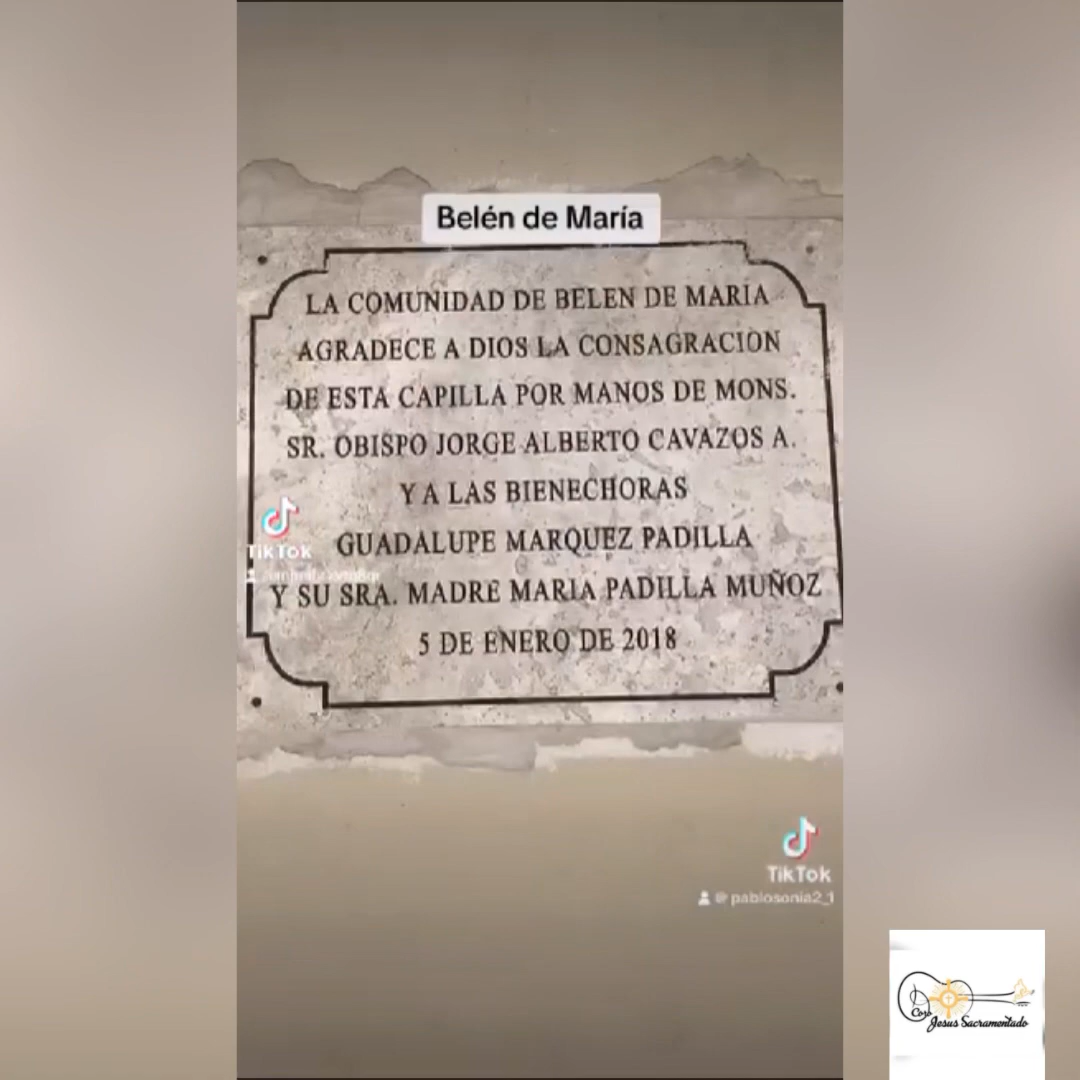 Belén de María
LA COMUNIDAD DE BELEN DE MARIA
AGRADECE A DIOS LA CONSAGRACION
DE ESTA CAPILLA POR MANOS DE MONS.
SR. OBISPO JORGE ALBERTO CAVAZOS A.
Y A LAS BIENECHORAS
GUADALUPE MARQUEZ PADILLA
Y SU SRA. MADRE MARIA PADILLA MUÑOZ
5 DE ENERO DE 2018
TikTok
TikTok
@pablosonia2_1
Coro
Jesus Sacramentado